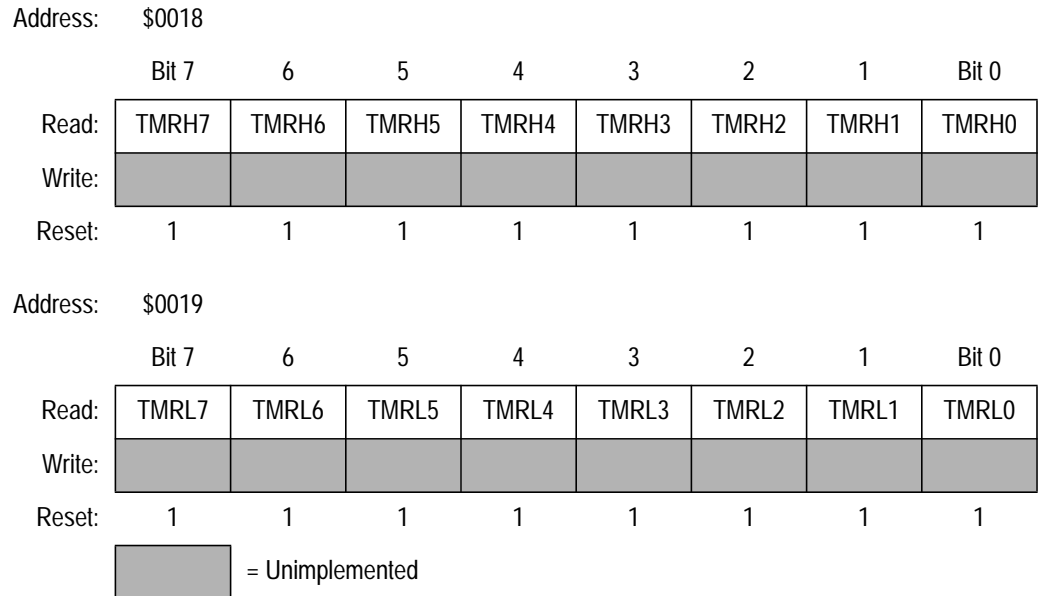 Address: $0018
Bit 7 6 5 4 3 2 1 Bit 0
Read: TMRH7 TMRH6 TMRH5 TMRH4 TMRH3 TMRH2 TMRH1 TMRH0
Write:
Reset: 1 1 1 1 1 1 1 1
Address: $0019
Bit 7 6 5 4 3 2 1 Bit 0
Read: TMRL7 TMRL6 TMRL5 TMRL4 TMRL3 TMRL2 TMRL1 TMRL0
Write:
Reset: 1 1 1 1 1 1 1 1
= Unimplemented